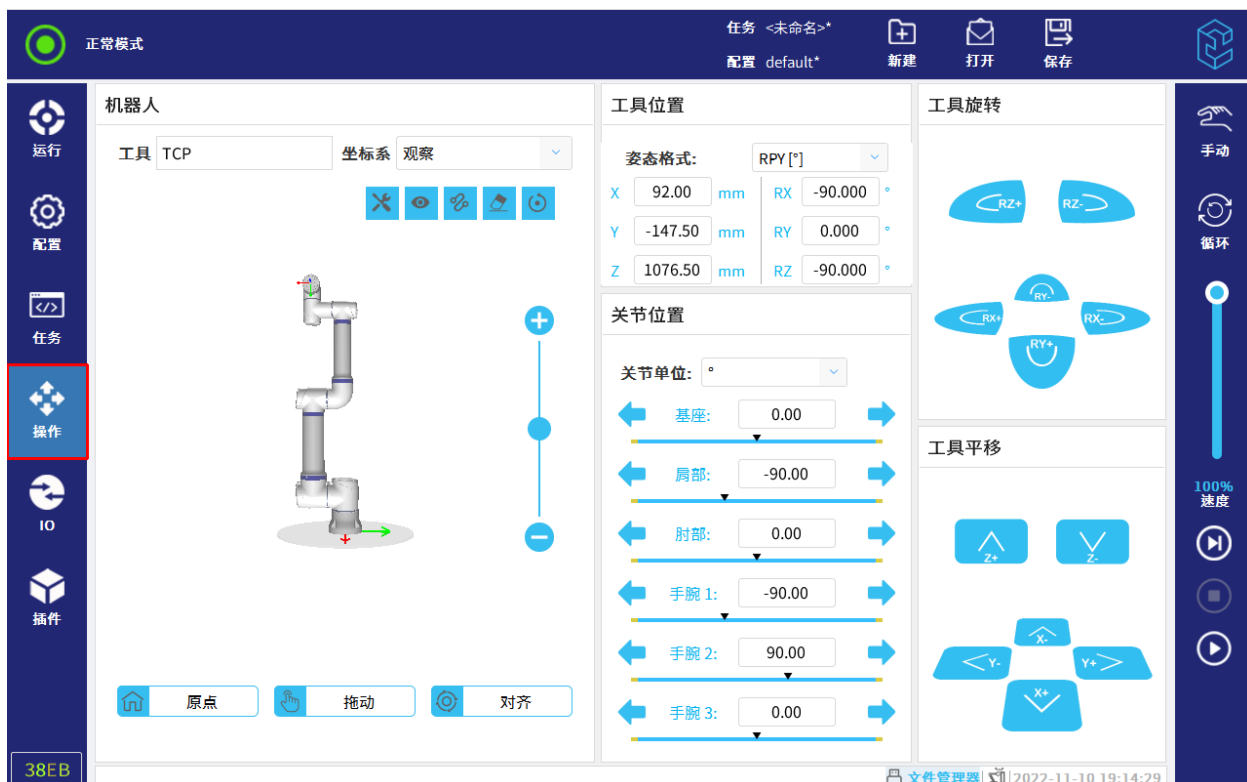 正常模式
任务 <未命名>*
配置 default*
新建
打开
保存
运行
配置
任务
操作
IO
插件
38EB
机器人
工具 TCP
坐标系 观察
原点
拖动
对齐
工具位置
姿态格式: RPY [°]
X 92.00 mm RX -90.000 °
Y -147.50 mm RY 0.000 °
Z 1076.50 mm RZ -90.000 °
关节位置
关节单位: °
基座: 0.00
肩部: -90.00
肘部: 0.00
手腕 1: -90.00
手腕 2: 90.00
手腕 3: 0.00
工具旋转
RZ+ RZ-
RY-
RX+ RX-
RY+
工具平移
Z+ Z-
X-
Y- Y+
X+
手动
循环
100%
速度
文件管理器 2022-11-10 19:14:29